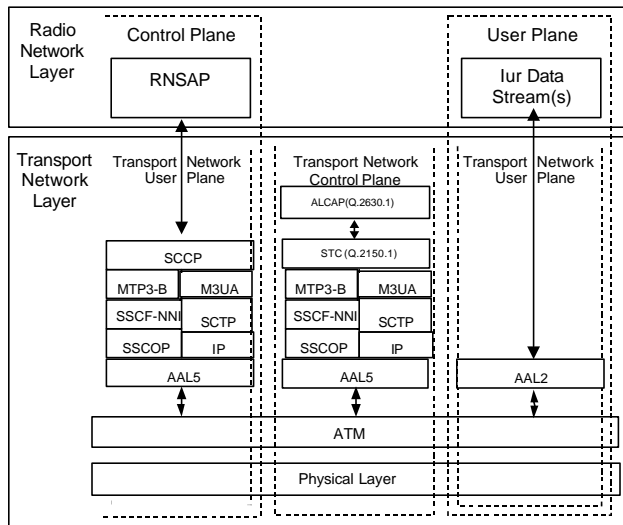 Radio
Network
Layer
Control Plane
User Plane
RNSAP
Iur Data
Stream(s)
Transport
Network
Layer
Transport Network
User Plane
Transport Network
Control Plane
Transport Network
User Plane
ALCAP(Q.2630.1)
STC (Q.2150.1)
SCCP
MTP3-B
M3UA
SSCF-NNI
SCTP
SSCOP
IP
AAL5
MTP3-B
M3UA
SSCF-NNI
SCTP
SSCOP
IP
AAL5
AAL2
ATM
Physical Layer